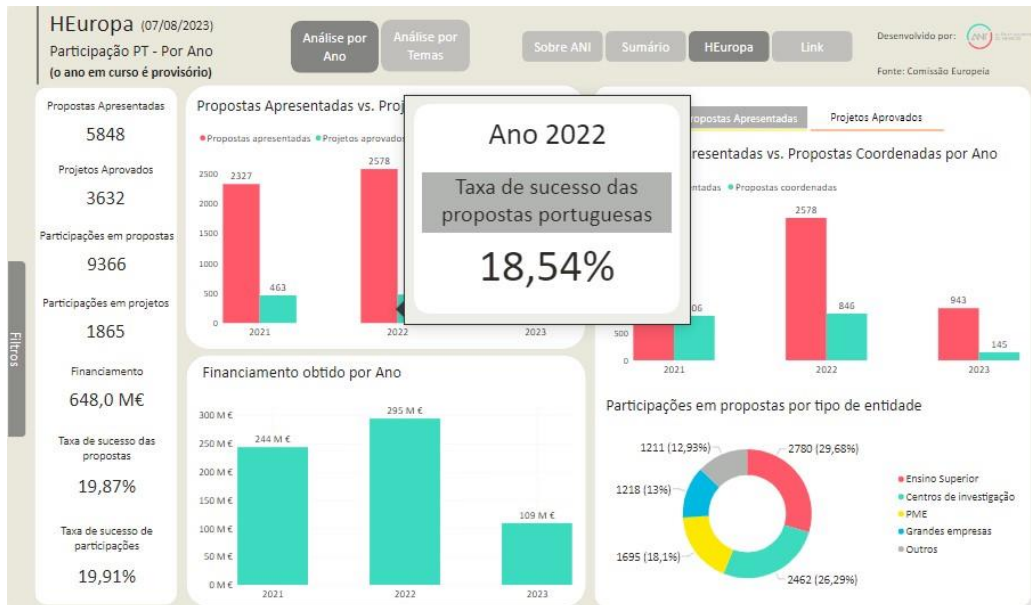 HEuropa (07/08/2023)
Participação PT - Por Ano
(o ano em curso é provisório)
Análise por
Ano
Análise por
Temas
Sobre ANI
Sumário
HEuropa
Link
Desenvolvido por:
ANI
Fonte: Comissão Europeia
Filtros
Propostas Apresentadas
5848
Projetos Aprovados
3632
Participações em propostas
9366
Participações em projetos
1865
Financiamento
648,0 M€
Taxa de sucesso das
propostas
19,87%
Taxa de sucesso de
participações
19,91%
Propostas Apresentadas vs.
Propostas apresentadas Projetos aprovados
2500
2000
1500
1000
500
0
2327
463
2578
2021
2022
2023
Ano 2022
Taxa de sucesso das
propostas portuguesas
18,54%
Financiamento obtido por Ano
300 M €
250 M €
200 M €
150 M €
100 M €
50 M €
0 M €
244 M €
295 M €
109 M €
2021
2022
2023
Apresentadas
Projetos Aprovados
vs. Propostas Coordenadas por Ano
Propostas coordenadas
500
0
2578
846
943
145
2021
2022
2023
Participações em propostas por tipo de entidade
1211 (12,93%)
2780 (29,68%)
1218 (13%)
1695 (18,1%)
2462 (26,29%)
Ensino Superior
Centros de investigação
PME
Grandes empresas
Outros